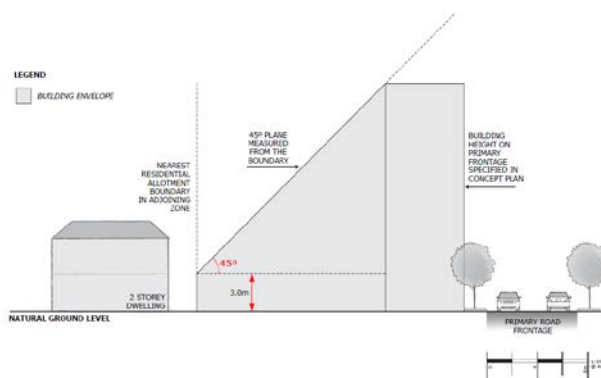 LEGEND
BUILDING ENVELOPE
45º PLANE
MEASURED
FROM THE
BOUNDARY
BUILDING
HEIGHT ON
PRIMARY
FRONTAGE
SPECIFIED IN
CONCEPT PLAN
NEAREST
RESIDENTIAL
ALLOTMENT
BOUNDARY
IN ADJOINING
ZONE
45º
3.0m
2 STOREY
DWELLING
NATURAL GROUND LEVEL
PRIMARY ROAD
FRONTAGE